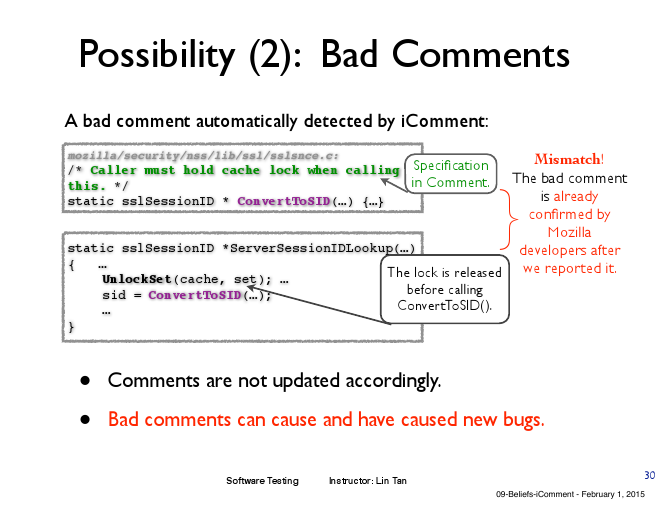 Possibility (2): Bad Comments
A bad comment automatically detected by iComment:
mozilla/security/nss/lib/ssl/sslsnce.c:
/* Caller must hold cache lock when calling
this. */
static sslSessionID * ConvertToSID(…) {…}
Specification
in Comment.
Mismatch!
The bad comment
is already
confirmed by
Mozilla
developers after
we reported it.
static sslSessionID *ServerSessionIDLookup(…)
{ …
UnlockSet(cache, set); …
sid = ConvertToSID(…);
…
}
The lock is released
before calling
ConvertToSID().
● Comments are not updated accordingly.
● Bad comments can cause and have caused new bugs.
Software Testing Instructor: Lin Tan
30
09-Beliefs-iComment - February 1, 2015